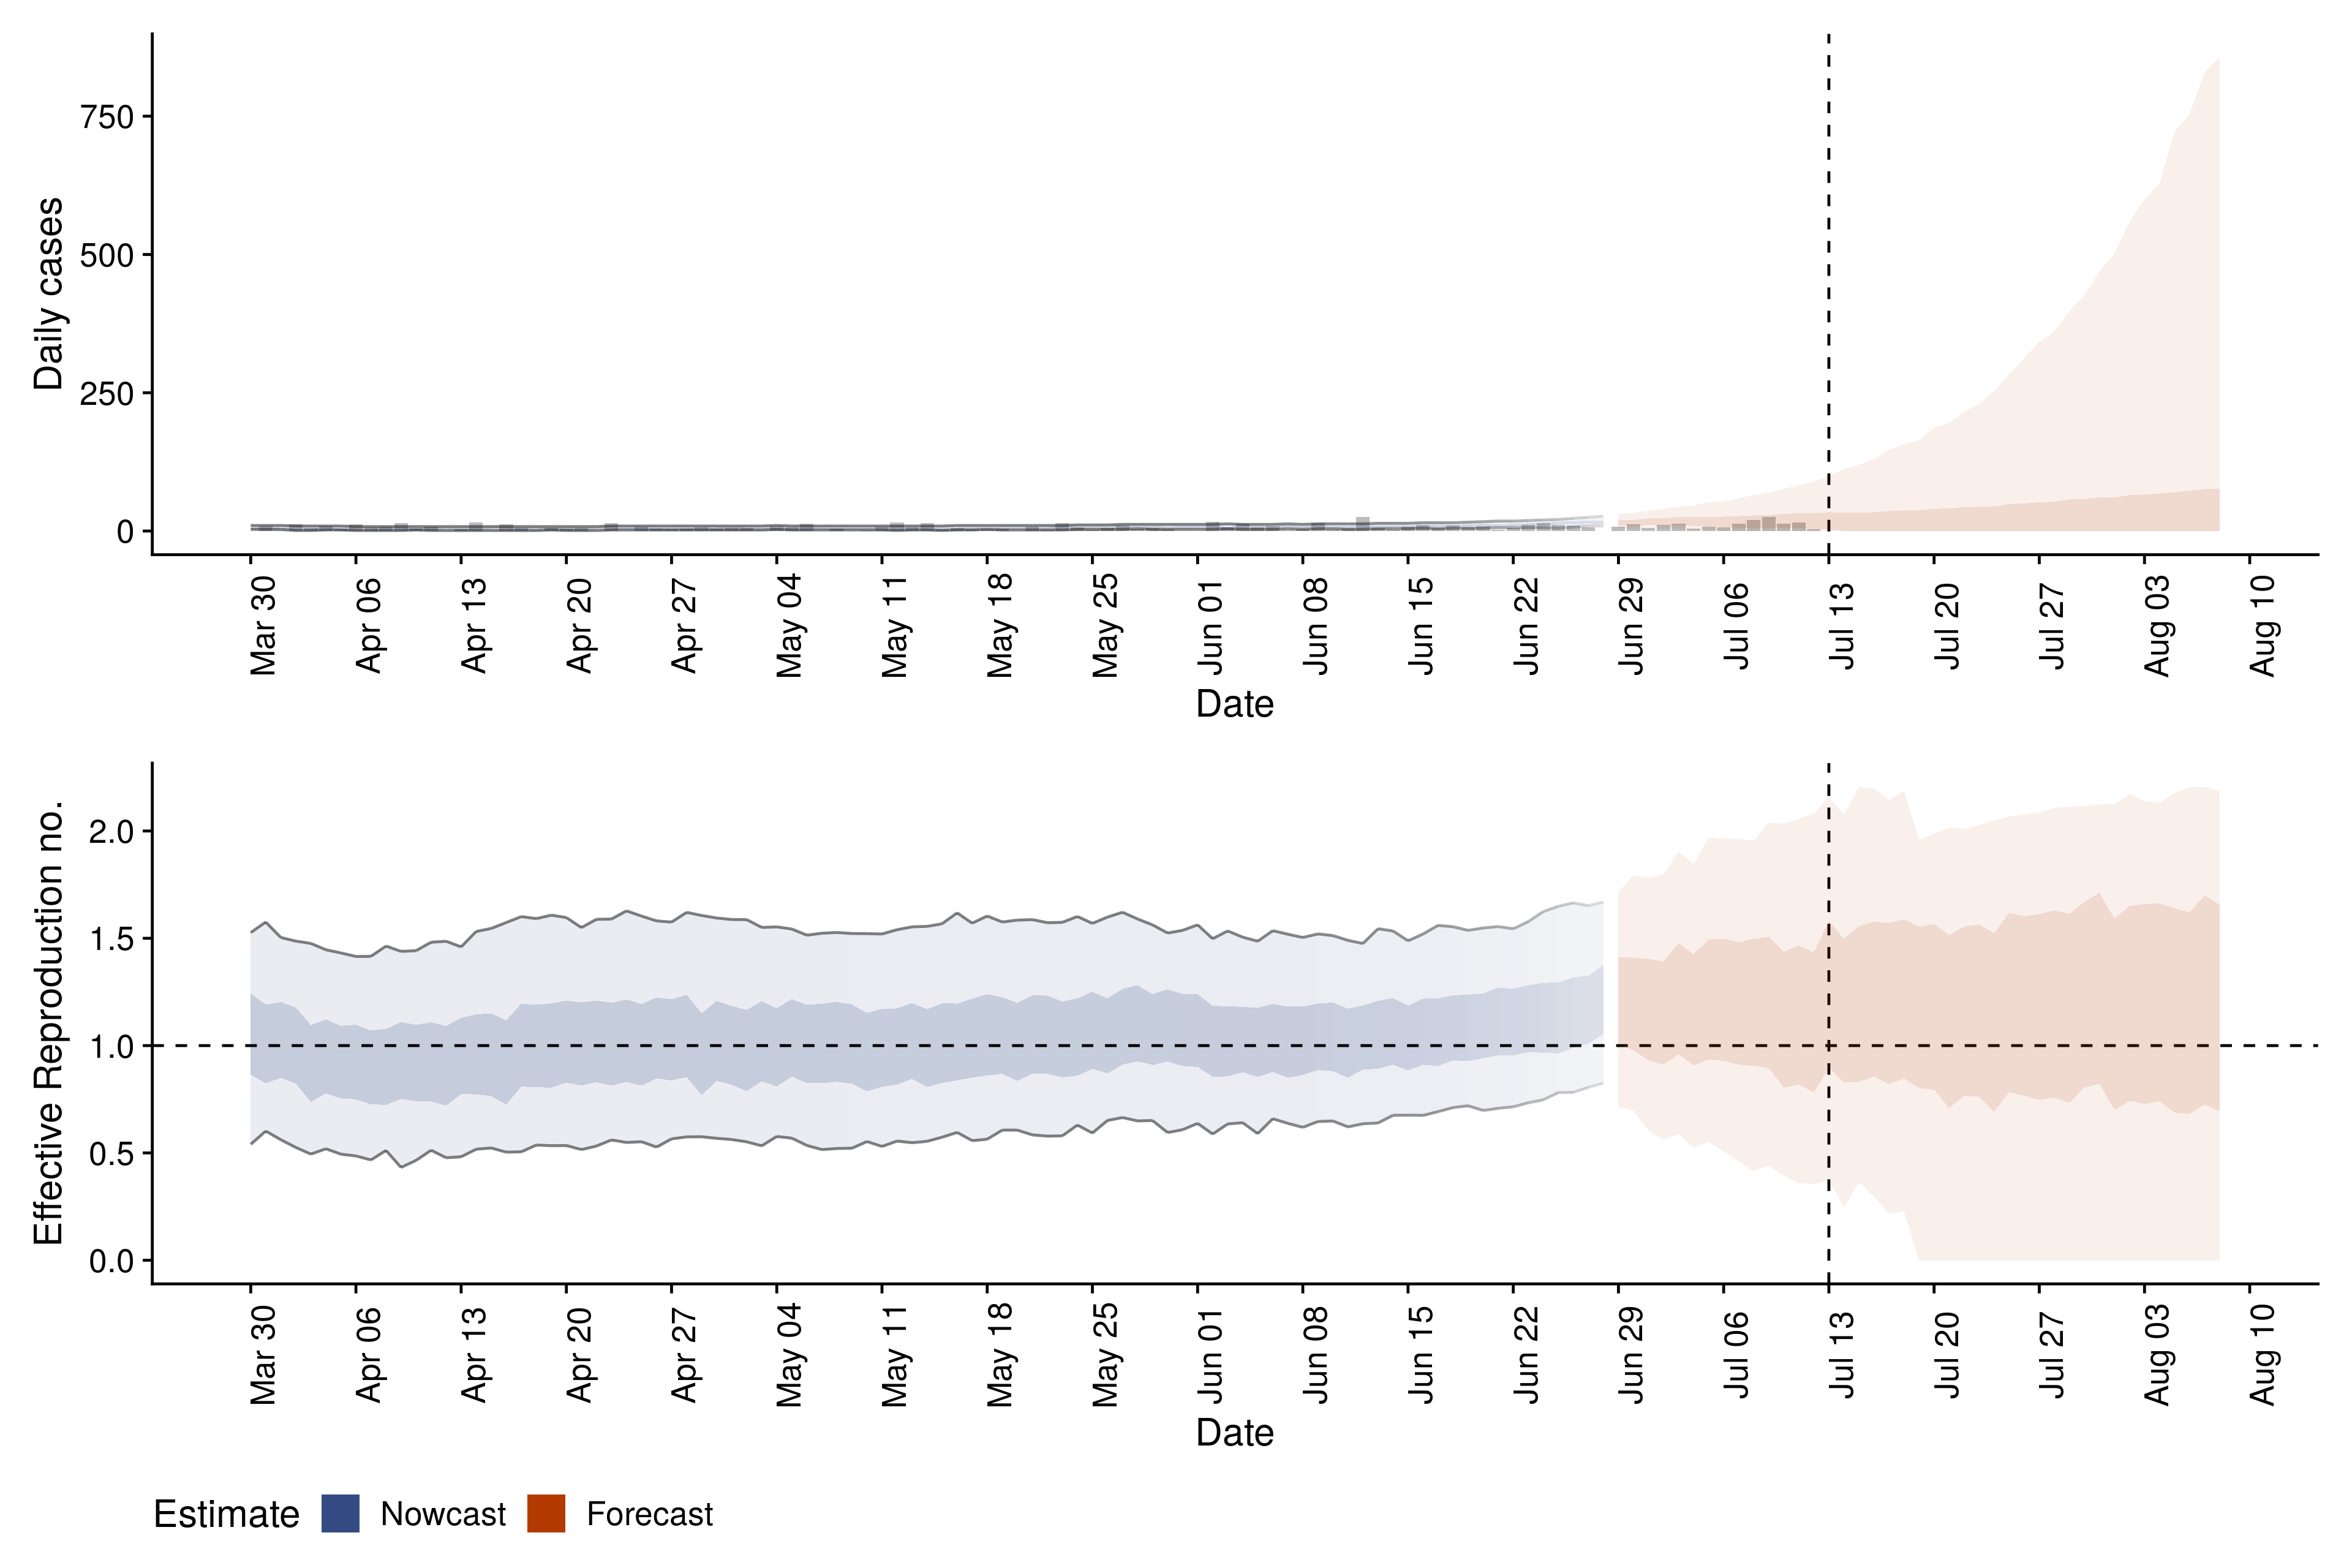 Daily cases
750
500
250
0
Mar 30 Apr 06 Apr 13 Apr 20 Apr 27 May 04 May 11 May 18 May 25 Jun 01 Jun 08 Jun 15 Jun 22 Jun 29 Jul 06 Jul 13 Jul 20 Jul 27 Aug 03 Aug 10
Date
Effective Reproduction no.
2.0
1.5
1.0
0.5
0.0
Mar 30 Apr 06 Apr 13 Apr 20 Apr 27 May 04 May 11 May 18 May 25 Jun 01 Jun 08 Jun 15 Jun 22 Jun 29 Jul 06 Jul 13 Jul 20 Jul 27 Aug 03 Aug 10
Date
Estimate Nowcast Forecast